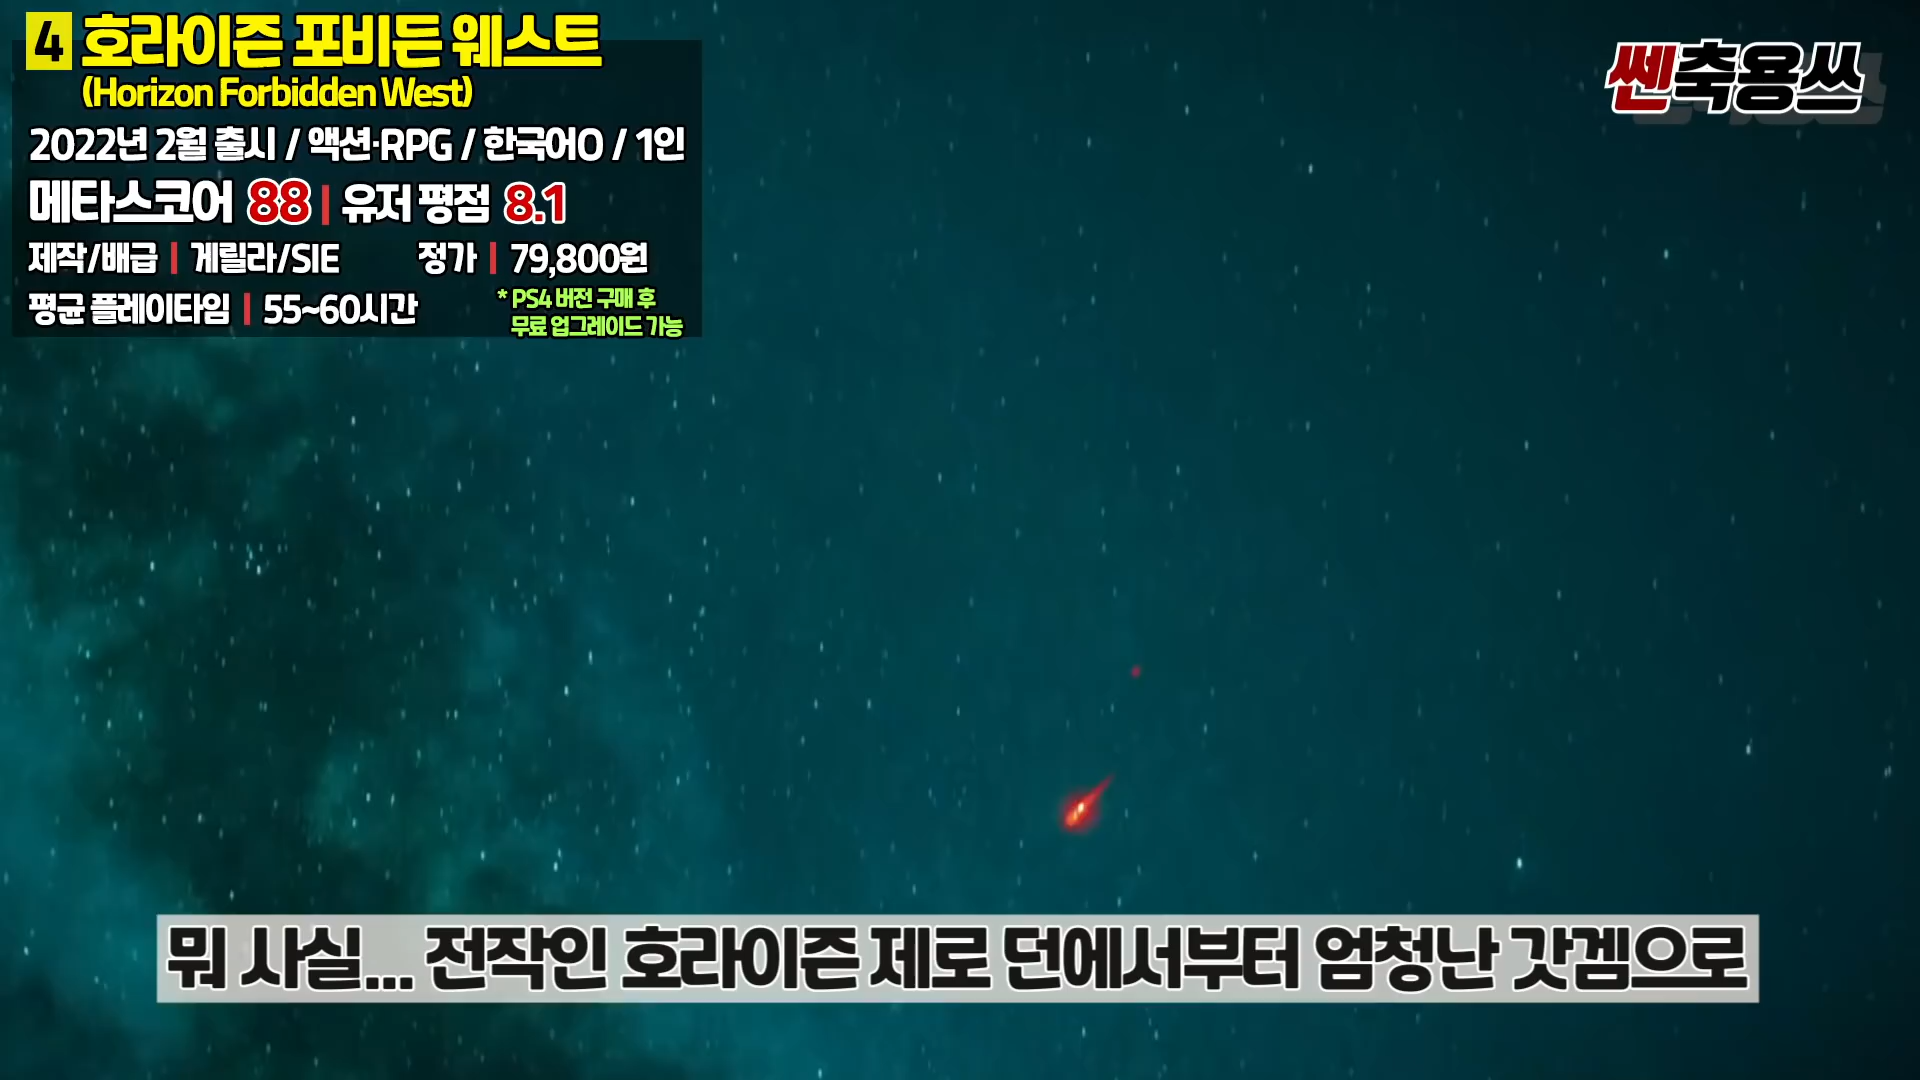 4 호라이즌 포비든 웨스트
(Horizon Forbidden West)
2022년 2월 출시 / 액션·RPG / 한국어O / 1인
메타스코어 88 | 유저 평점 8.1
제작/배급 | 게릴라/SIE 정가 | 79,800원
평균 플레이타임 | 55~60시간
* PS4 버전 구매 후
무료 업그레이드 가능
쎈축용쓰
뭐 사실... 전작인 호라이즌 제로 던에서부터 엄청난 갓겜으로